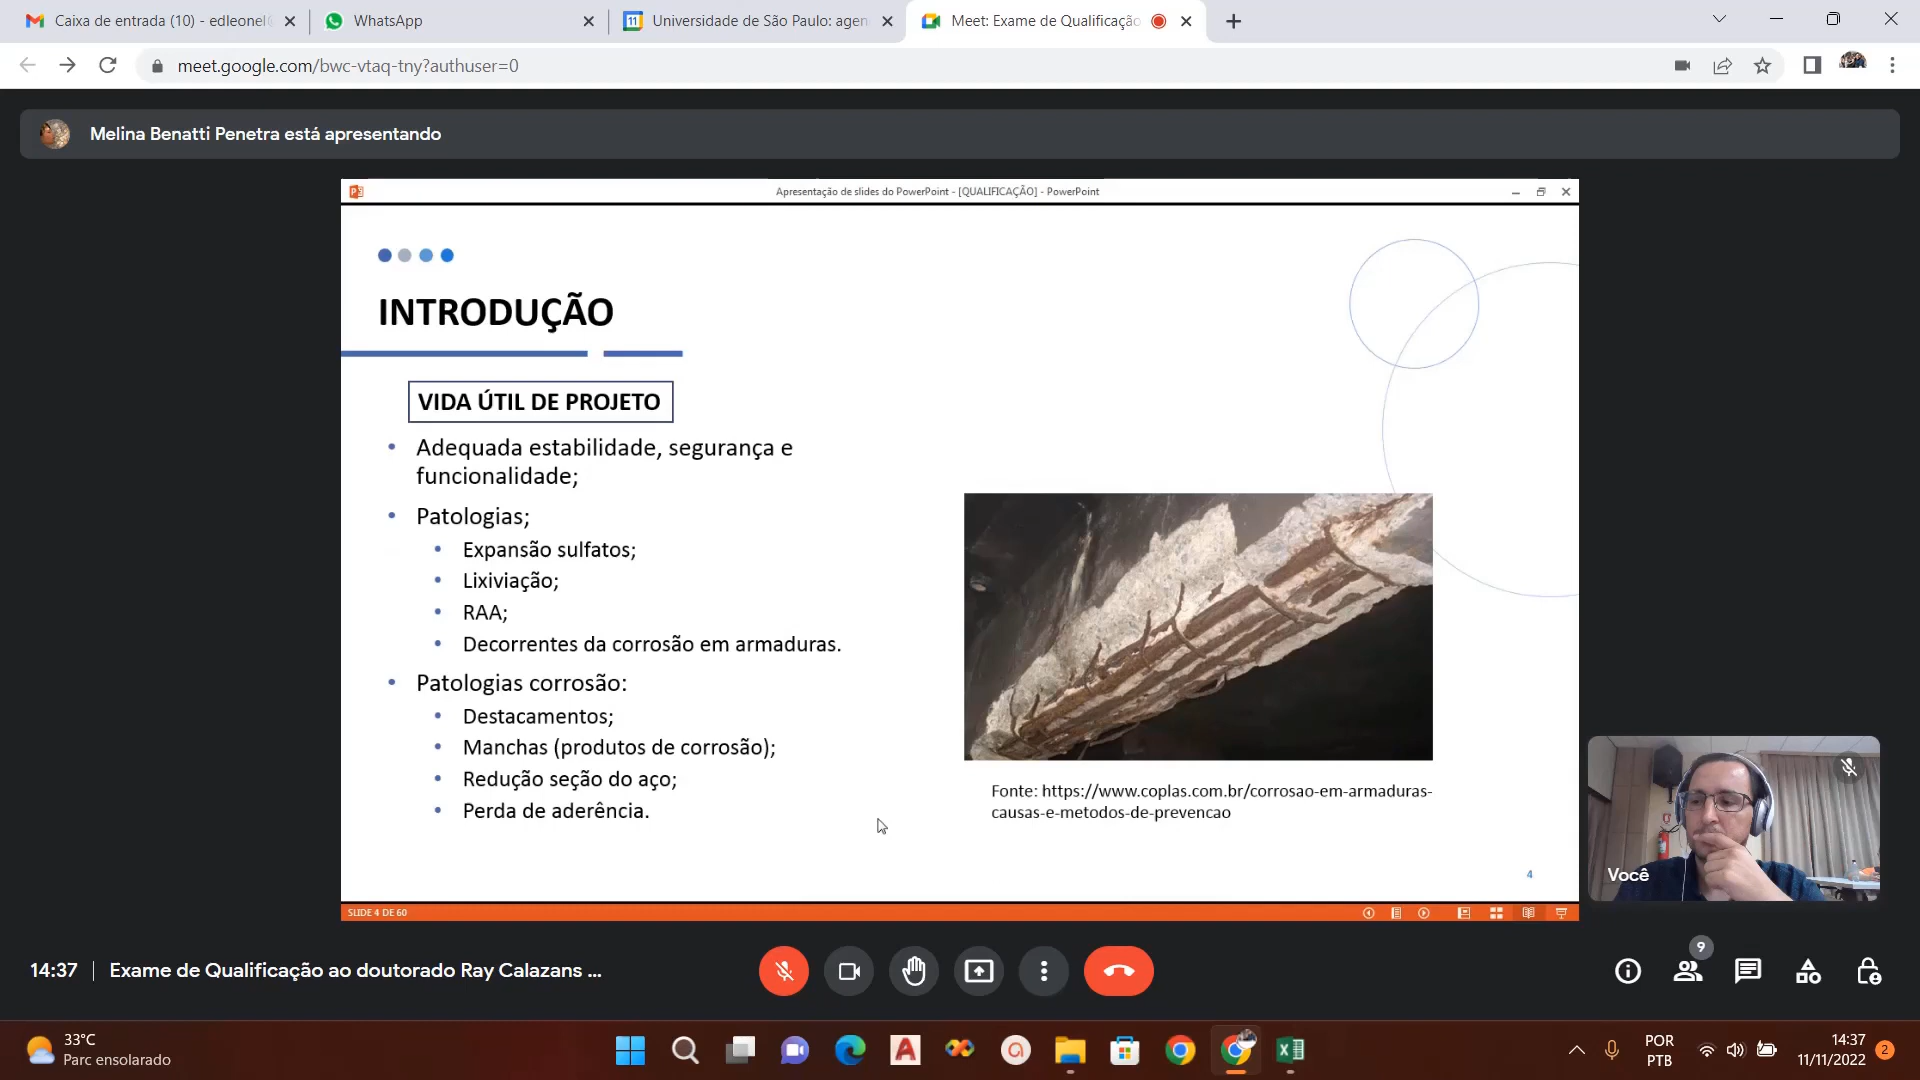 Caixa de entrada (10) - edleonel
WhatsApp
11
Universidade de São Paulo: agen
Meet: Exame de Qualificação
meet.google.com/bwc-vtaq-tny?authuser=0
Melina Benatti Penetra está apresentando
Apresentação de slides do PowerPoint - [QUALIFICAÇÃO] - PowerPoint
INTRODUÇÃO
VIDA ÚTIL DE PROJETO
• Adequada estabilidade, segurança e
funcionalidade;
• Patologias;
• Expansão sulfatos;
• Lixiviação;
• RAA;
• Decorrentes da corrosão em armaduras.
• Patologias corrosão:
• Destacamentos;
• Manchas (produtos de corrosão);
• Redução seção do aço;
• Perda de aderência.
Fonte: https://www.coplas.com.br/corrosao-em-armaduras-
causas-e-metodos-de-prevencao
4
SLIDE 4 DE 60
Você
14:37 | Exame de Qualificação ao doutorado Ray Calazans ...
9
33°C
Parc ensolarado
POR
PTB
14:37
11/11/2022
2